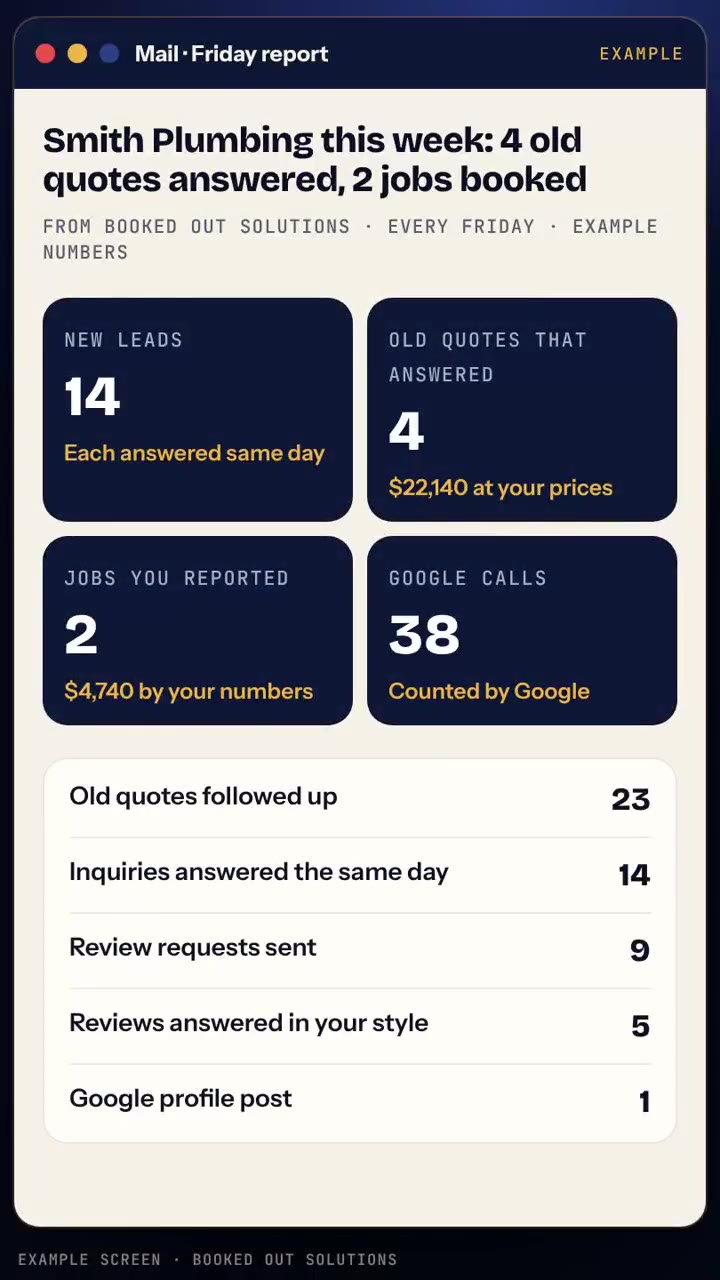 Mail · Friday report
EXAMPLE
Smith Plumbing this week: 4 old
quotes answered, 2 jobs booked
FROM BOOKED OUT SOLUTIONS · EVERY FRIDAY · EXAMPLE
NUMBERS
NEW LEADS
14
Each answered same day
OLD QUOTES THAT
ANSWERED
4
$22,140 at your prices
JOBS YOU REPORTED
2
$4,740 by your numbers
GOOGLE CALLS
38
Counted by Google
Old quotes followed up 23
Inquiries answered the same day 14
Review requests sent 9
Reviews answered in your style 5
Google profile post 1
EXAMPLE SCREEN · BOOKED OUT SOLUTIONS